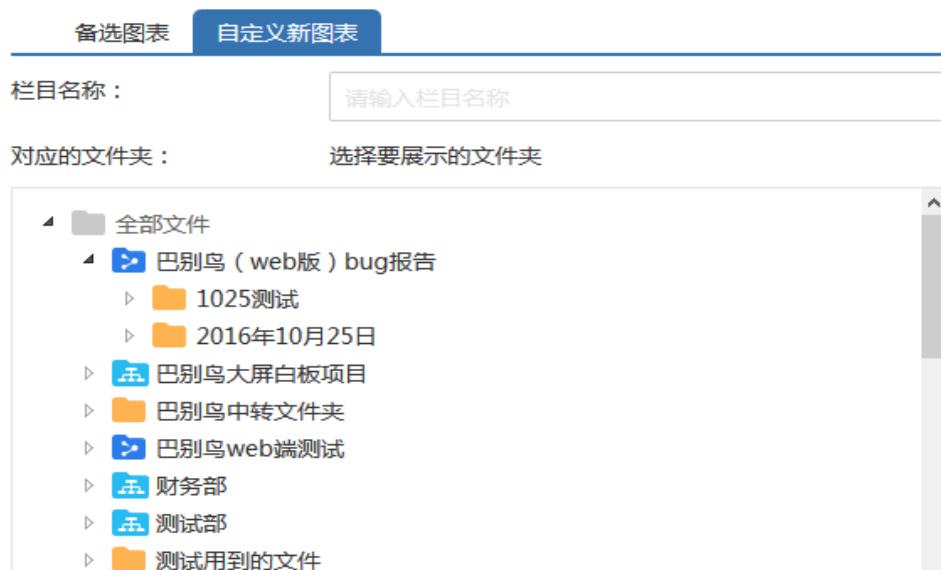 备选图表 自定义新图表
栏目名称： 请输入栏目名称
对应的文件夹： 选择要展示的文件夹
全部文件
巴别鸟（web版）bug报告
1025测试
2016年10月25日
巴别鸟大屏白板项目
巴别鸟中转文件夹
巴别鸟web端测试
财务部
测试部
测试用到的文件